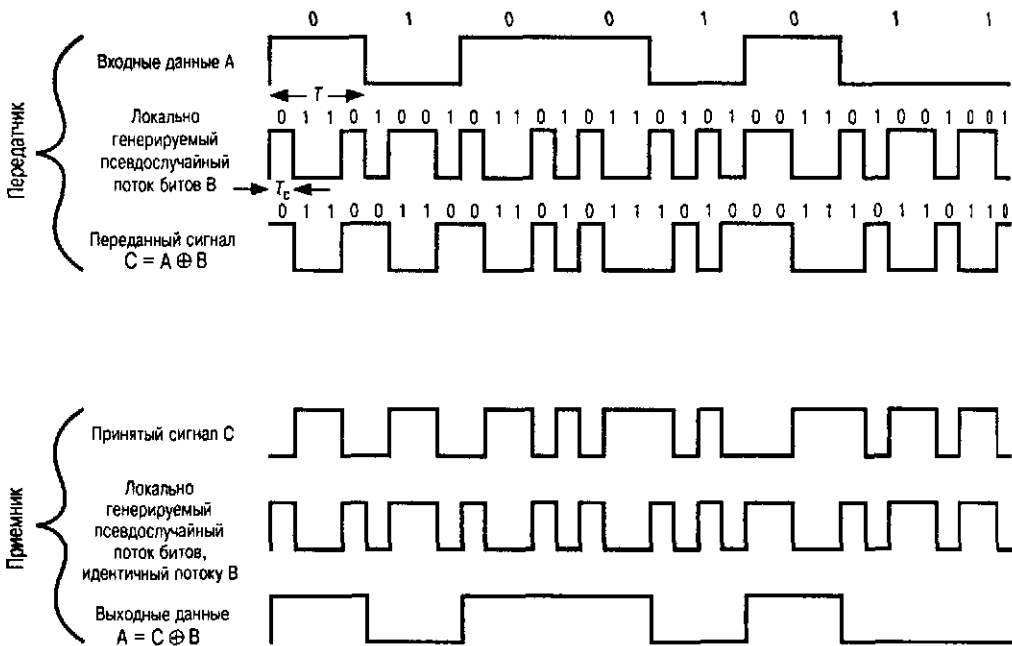 0 1 0 0 1 0 1 1
Передатчик
Входные данные A
T
Локально
генерируемый
псевдослучайный
поток битов B
0 1 1 0 1 0 0 1 0 1 1 0 1 0 1 1 0 1 0 1 0 0 1 1 0 1 0 0 1 0 0 1
Tc
0 1 1 0 0 1 1 0 0 1 1 0 1 0 1 1 1 0 1 0 0 0 1 1 1 0 1 1 0 1 1 0
Переданный сигнал
C = A ⊕ B
Приемник
Принятый сигнал C
Локально
генерируемый
псевдослучайный
поток битов,
идентичный потоку B
Выходные данные
A = C ⊕ B